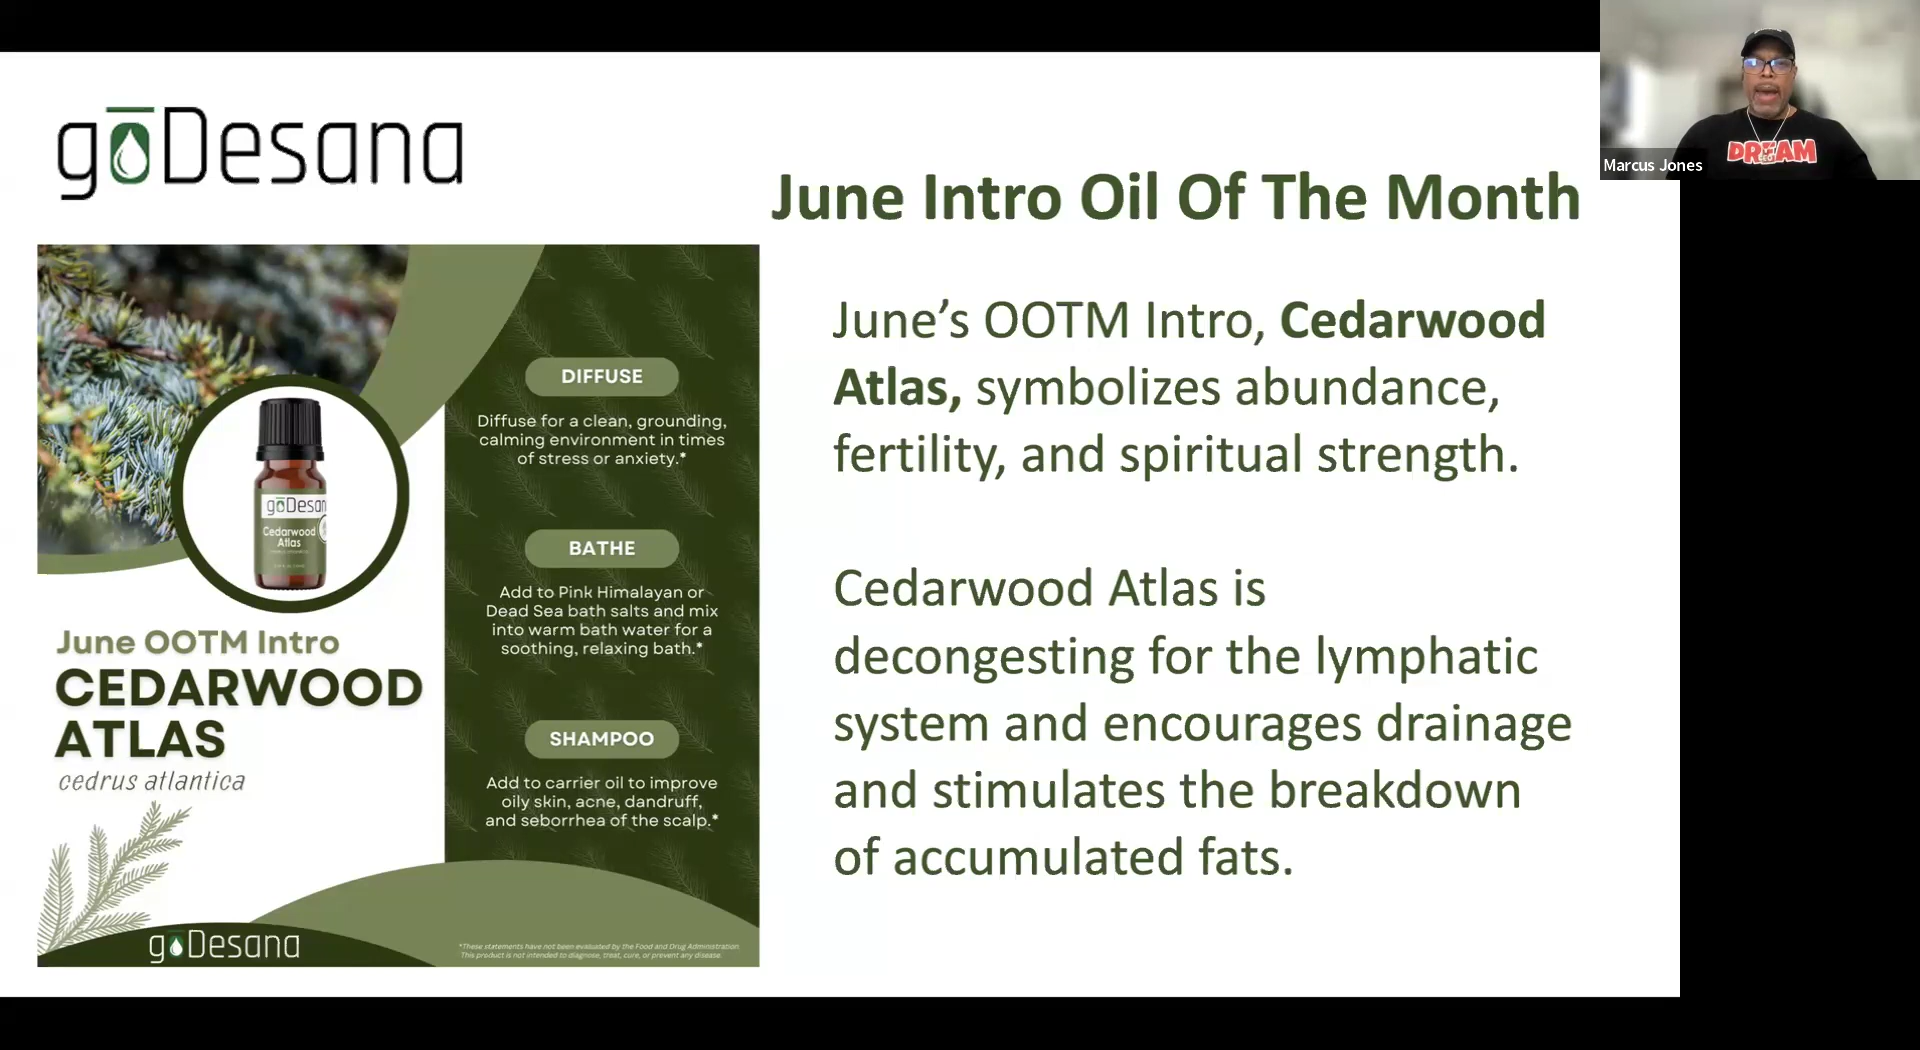 gōDesana
June Intro Oil Of The Month
June’s OOTM Intro, Cedarwood
Atlas, symbolizes abundance,
fertility, and spiritual strength.
Cedarwood Atlas is
decongesting for the lymphatic
system and encourages drainage
and stimulates the breakdown
of accumulated fats.
gōDesan
Cedarwood
Atlas
June OOTM Intro
CEDARWOOD
ATLAS
cedrus atlantica
DIFFUSE
Diffuse for a clean, grounding,
calming environment in times
of stress or anxiety.*
BATHE
Add to Pink Himalayan or
Dead Sea bath salts and mix
into warm bath water for a
soothing, relaxing bath.*
SHAMPOO
Add to carrier oil to improve
oily skin, acne, dandruff,
and seborrhea of the scalp.*
gōDesana
*These statements have not been evaluated by the Food and Drug Administration.
This product is not intended to diagnose, treat, cure, or prevent any disease.
DREAM
CEO
Marcus Jones